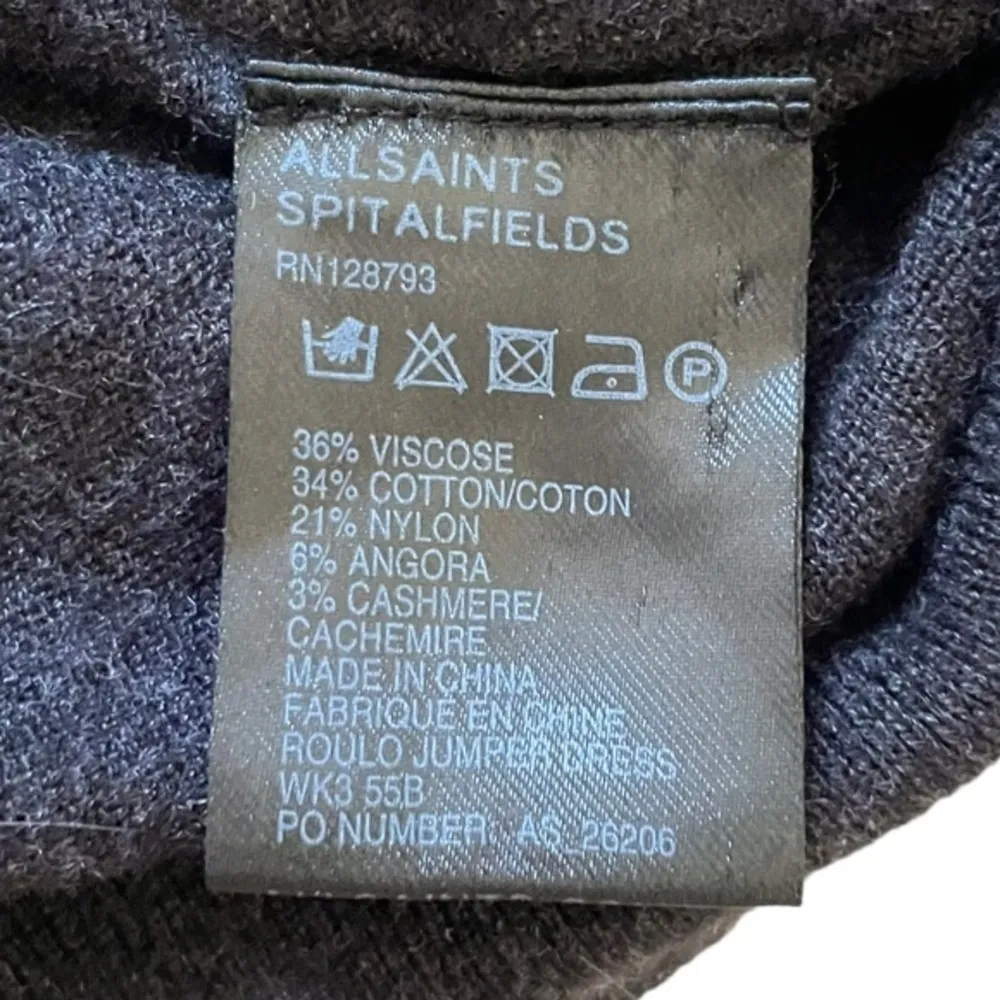 ALLSAINTS
SPITALFIELDS
RN128793
P
36% VISCOSE
34% COTTON/COTON
21% NYLON
6% ANGORA
3% CASHMERE/
CACHEMIRE
MADE IN CHINA
FABRIQUE EN CHINE
ROULO JUMPER DRESS
WK3 55B
PO NUMBER AS_26206